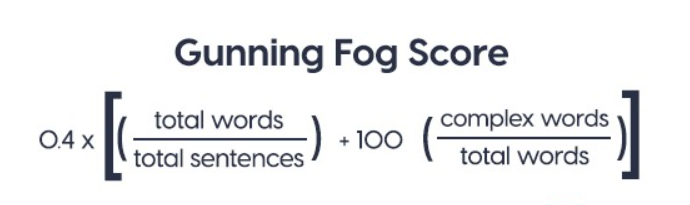 Gunning Fog Score
0.4 x [(total words / total sentences) + 100 (complex words / total words)]